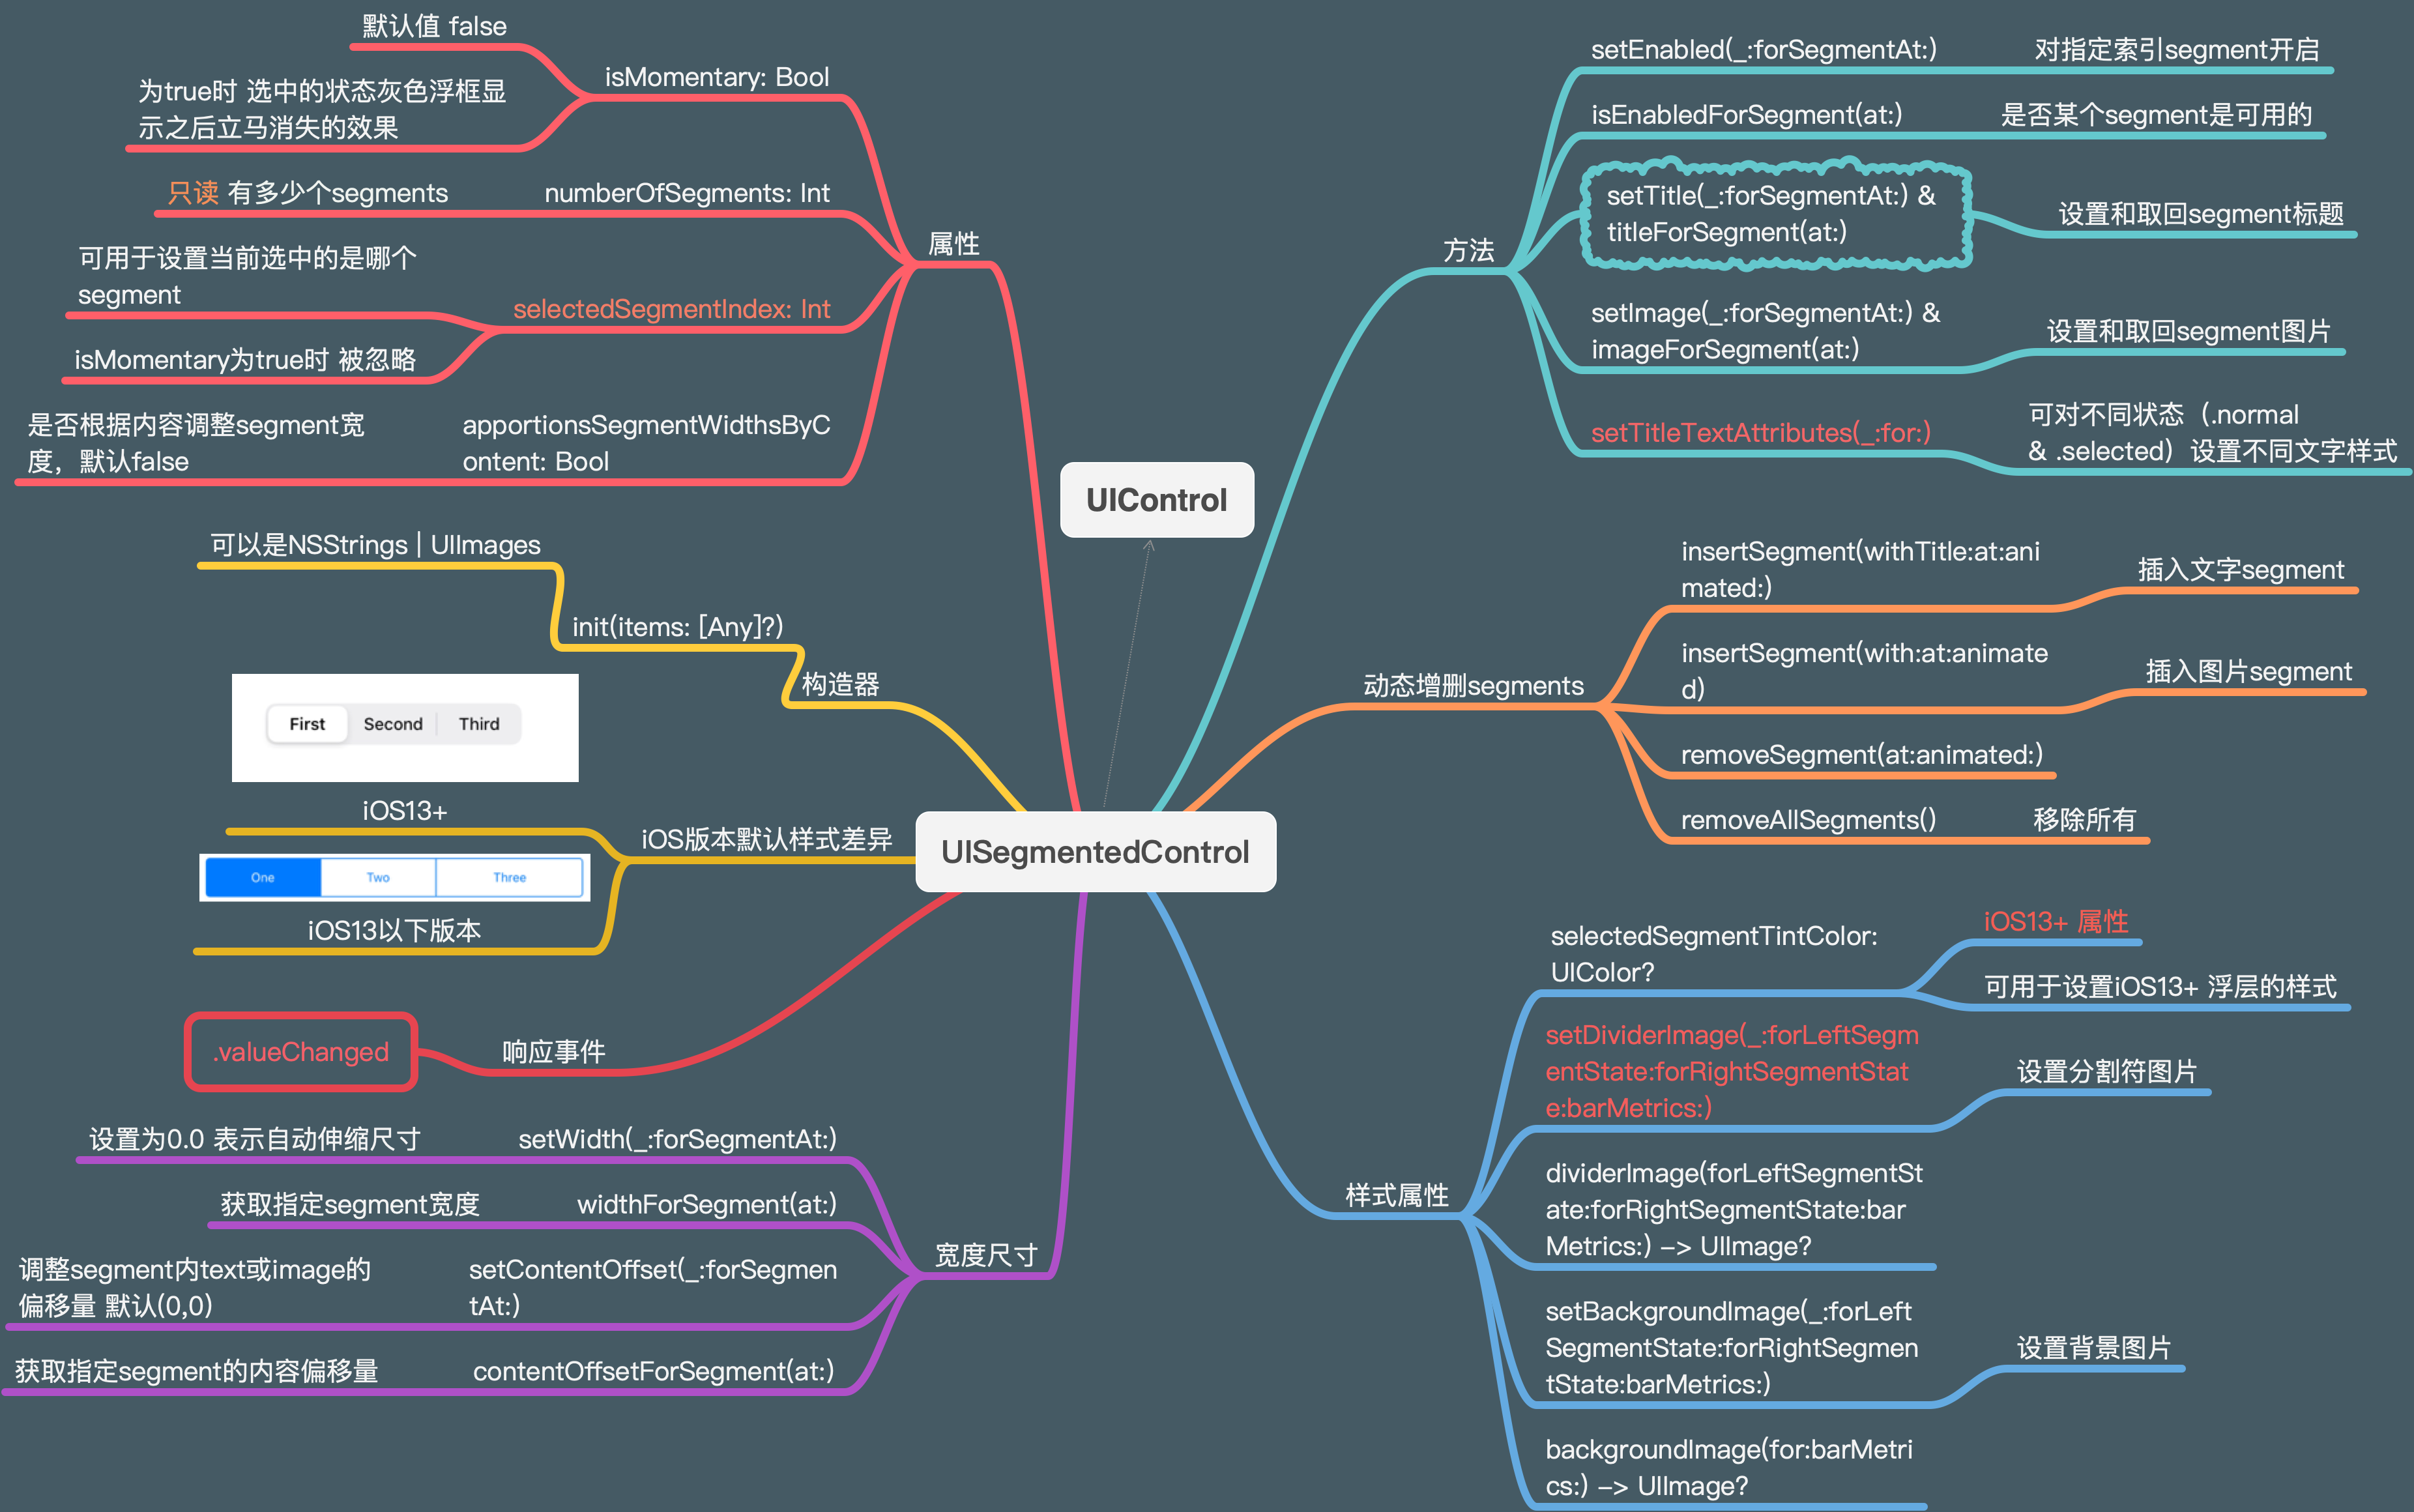 默认值 false
为true时 选中的状态灰色浮框显
示之后立马消失的效果
isMomentary: Bool
只读 有多少个segments
numberOfSegments: Int
可用于设置当前选中的是哪个
segment
isMomentary为true时 被忽略
selectedSegmentIndex: Int
是否根据内容调整segment宽
度，默认false
apportionsSegmentWidthsByC
ontent: Bool
属性
可以是NSStrings | UIImages
init(items: [Any]?)
构造器
First
Second
Third
iOS13+
One
Two
Three
iOS13以下版本
iOS版本默认样式差异
.valueChanged
响应事件
设置为0.0 表示自动伸缩尺寸
setWidth(_:forSegmentAt:)
获取指定segment宽度
widthForSegment(at:)
调整segment内text或image的
偏移量 默认(0,0)
setContentOffset(_:forSegmen
tAt:)
获取指定segment的内容偏移量
contentOffsetForSegment(at:)
宽度尺寸
UIControl
UISegmentedControl
方法
setEnabled(_:forSegmentAt:)
对指定索引segment开启
isEnabledForSegment(at:)
是否某个segment是可用的
setTitle(_:forSegmentAt:) &
titleForSegment(at:)
设置和取回segment标题
setImage(_:forSegmentAt:) &
imageForSegment(at:)
设置和取回segment图片
setTitleTextAttributes(_:for:)
可对不同状态（.normal
& .selected）设置不同文字样式
动态增删segments
insertSegment(withTitle:at:ani
mated:)
插入文字segment
insertSegment(with:at:animate
d)
插入图片segment
removeSegment(at:animated:)
removeAllSegments()
移除所有
样式属性
selectedSegmentTintColor:
UIColor?
iOS13+ 属性
可用于设置iOS13+ 浮层的样式
setDividerImage(_:forLeftSegm
entState:forRightSegmentStat
e:barMetrics:)
设置分割符图片
dividerImage(forLeftSegmentSt
ate:forRightSegmentState:bar
Metrics:) -> UIImage?
setBackgroundImage(_:forLeft
SegmentState:forRightSegmen
tState:barMetrics:)
设置背景图片
backgroundImage(for:barMetri
cs:) -> UIImage?